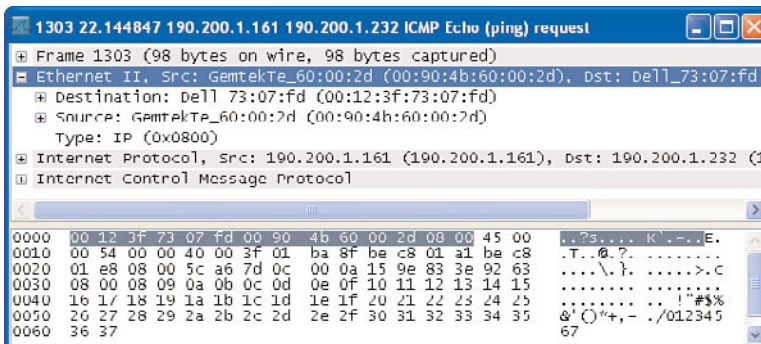 1303 22.144847 190.200.1.161 190.200.1.232 ICMP Echo (ping) request
Frame 1303 (98 bytes on wire, 98 bytes captured)
Ethernet II, Src: GemtekTe_60:00:2d (00:90:4b:60:00:2d), Dst: Dell_73:07:fd
Destination: Dell 73:07:fd (00:12:3f:73:07:fd)
Source: GemtekTe_60:00:2d (00:90:4b:60:00:2d)
Type: IP (0x0800)
Internet Protocol, Src: 190.200.1.161 (190.200.1.161), Dst: 190.200.1.232 (1
Internet Control Message Protocol
0000 00 12 3f 73 07 fd 00 90 4b 60 00 2d 08 00 45 00 ..?s.... K`.-..E.
0010 00 54 00 00 40 00 3f 01 ba 8f be c8 01 a1 be c8 .T..@.?. ........
0020 01 e8 08 00 5c a6 7d 0c 00 0a 15 9e 83 3e 92 63 ....\.}. .....>.c
0030 08 00 08 09 0a 0b 0c 0d 0e 0f 10 11 12 13 14 15 ........ ........
0040 16 17 18 19 1a 1b 1c 1d 1e 1f 20 21 22 23 24 25 ........ .. !"#$%
0050 26 27 28 29 2a 2b 2c 2d 2e 2f 30 31 32 33 34 35 &'()*+,- ./012345
0060 36 37 67